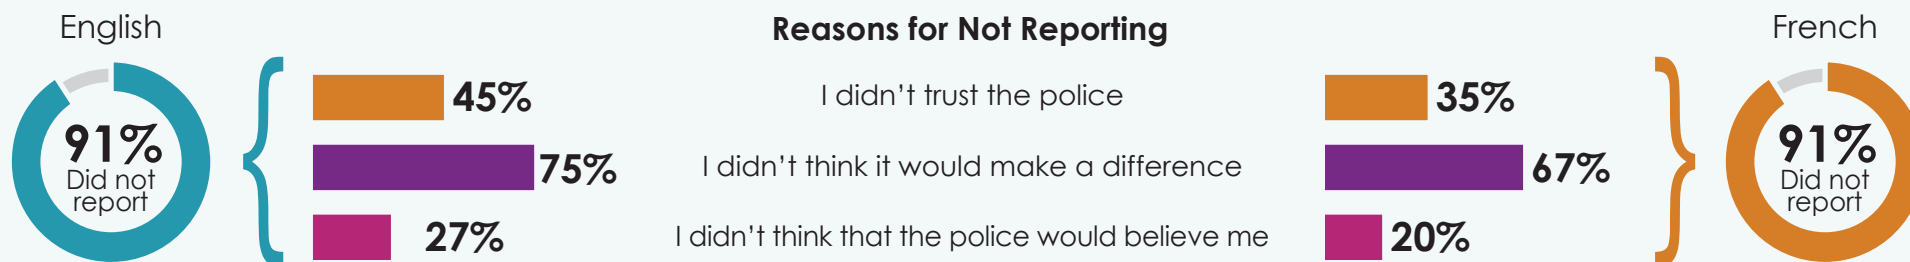 English
Reasons for Not Reporting
French
91%
Did not
report
45%
I didn’t trust the police
35%
75%
I didn’t think it would make a difference
67%
27%
I didn’t think that the police would believe me
20%
91%
Did not
report